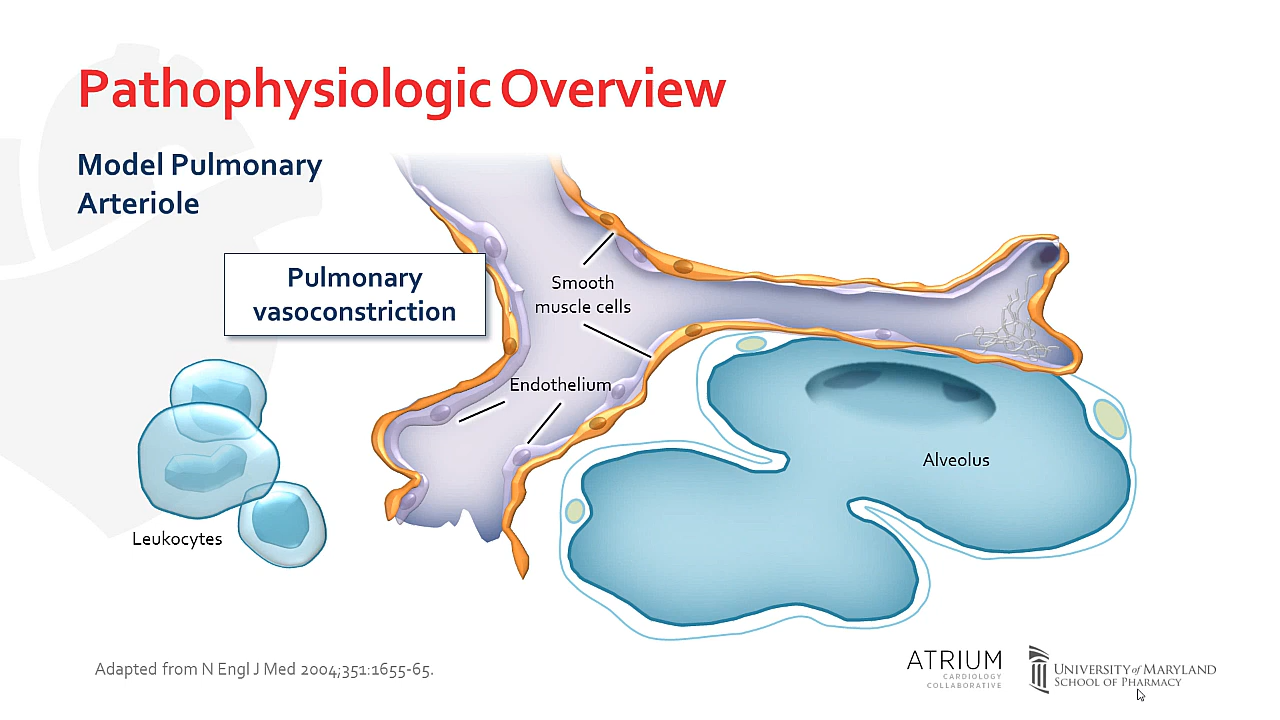 Pathophysiologic Overview
Model Pulmonary
Arteriole
Pulmonary
vasoconstriction
Smooth
muscle cells
Endothelium
Alveolus
Leukocytes
Adapted from N Engl J Med 2004;351:1655-65.
ATRIUM
CARDIOLOGY
COLLABORATIVE
UNIVERSITY of MARYLAND
SCHOOL OF PHARMACY